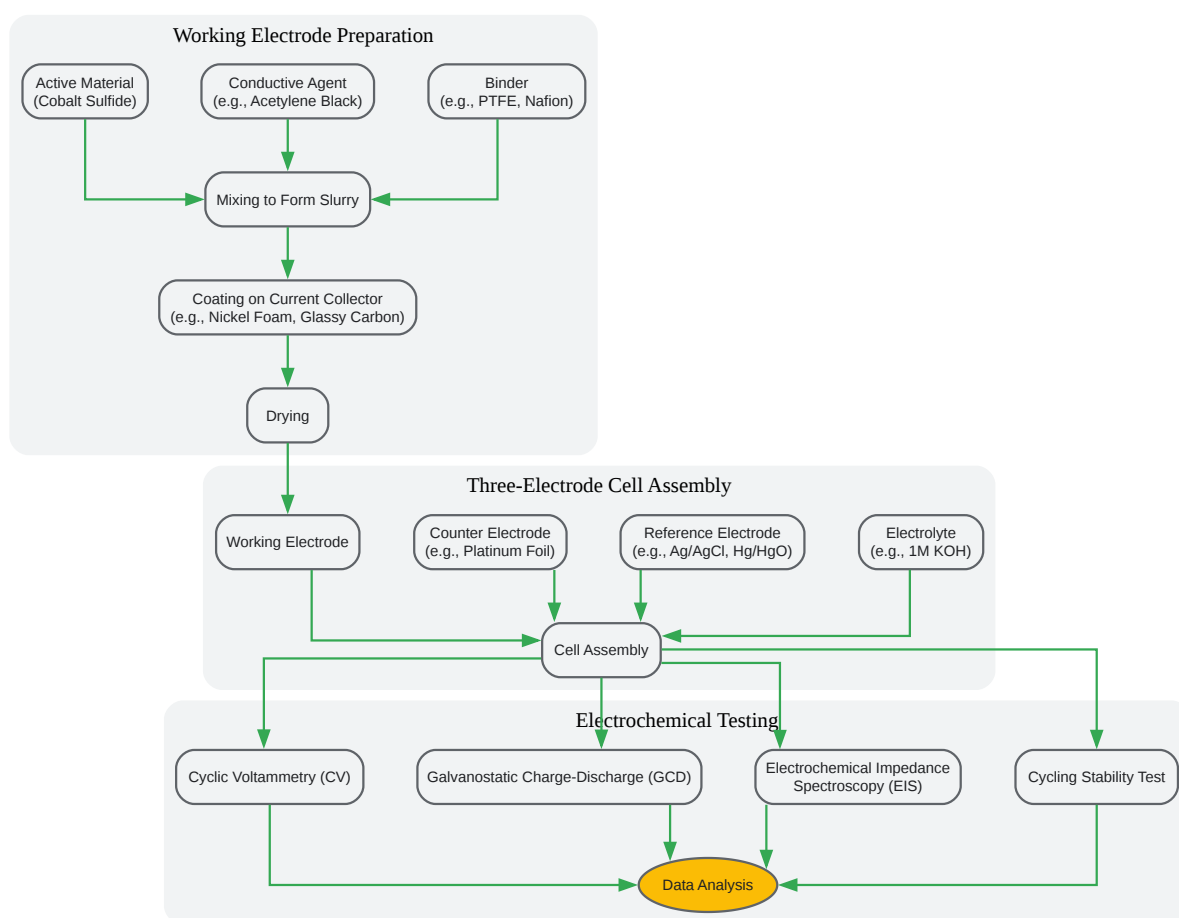 Working Electrode Preparation
Active Material
(Cobalt Sulfide)
Conductive Agent
(e.g., Acetylene Black)
Binder
(e.g., PTFE, Nafion)
Mixing to Form Slurry
Coating on Current Collector
(e.g., Nickel Foam, Glassy Carbon)
Drying
Three-Electrode Cell Assembly
Working Electrode
Counter Electrode
(e.g., Platinum Foil)
Reference Electrode
(e.g., Ag/AgCl, Hg/HgO)
Electrolyte
(e.g., 1M KOH)
Cell Assembly
Electrochemical Testing
Cyclic Voltammetry (CV)
Galvanostatic Charge-Discharge (GCD)
Electrochemical Impedance
Spectroscopy (EIS)
Cycling Stability Test
Data Analysis